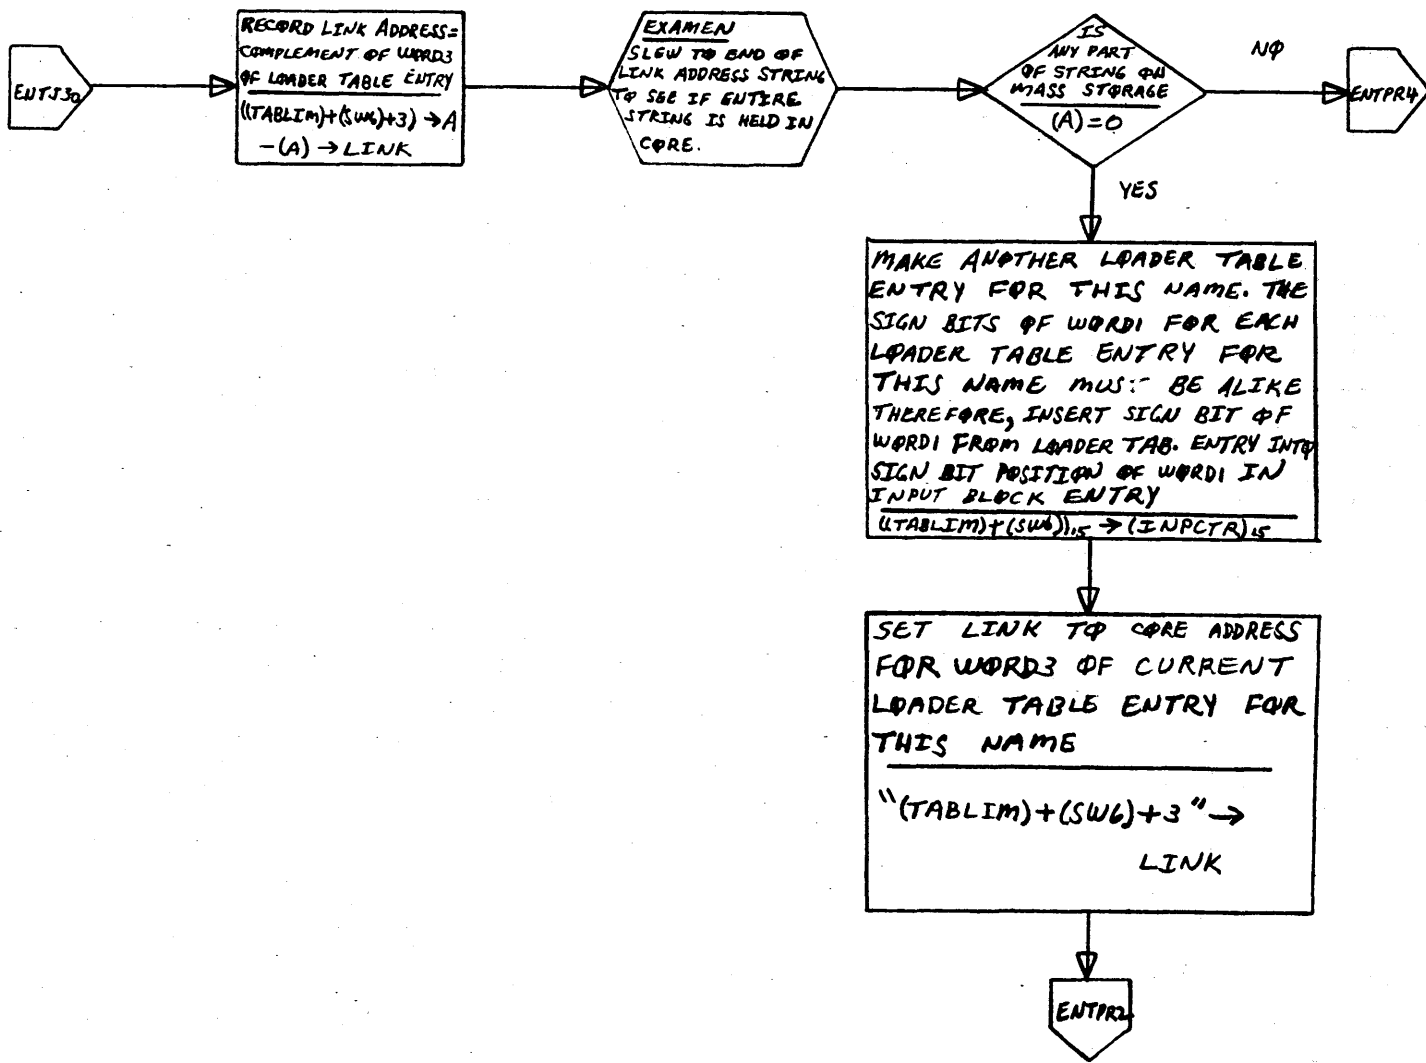 ENTJ30
RECORD LINK ADDRESS=
COMPLEMENT OF WORD3
OF LOADER TABLE ENTRY
((TABLIM)+(SW6)+3)→A
-(A)→LINK
EXAMEN
SLEW TO END OF
LINK ADDRESS STRING
TO SEE IF ENTIRE
STRING IS HELD IN
CORE.
IS
ANY PART
OF STRING ON
MASS STORAGE
(A)=0
NO
ENTPR4
YES
MAKE ANOTHER LOADER TABLE
ENTRY FOR THIS NAME. THE
SIGN BITS OF WORD1 FOR EACH
LOADER TABLE ENTRY FOR
THIS NAME MUST BE ALIKE
THEREFORE, INSERT SIGN BIT OF
WORD1 FROM LOADER TAB. ENTRY INTO
SIGN BIT POSITION OF WORD1 IN
INPUT BLOCK ENTRY
((TABLIM)+(SW6))15→(INPCTR)15
SET LINK TO CORE ADDRESS
FOR WORD3 OF CURRENT
LOADER TABLE ENTRY FOR
THIS NAME
"(TABLIM)+(SW6)+3"→
LINK
ENTPR2